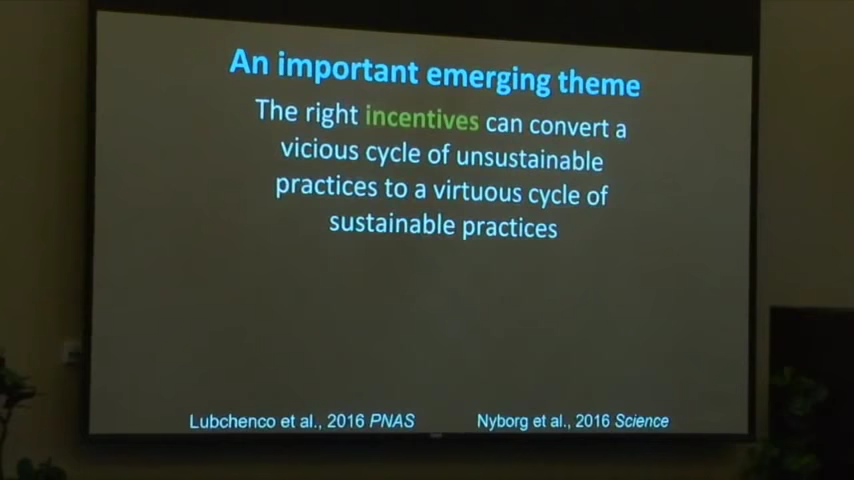 An important emerging theme
The right incentives can convert a
vicious cycle of unsustainable
practices to a virtuous cycle of
sustainable practices
Lubchenco et al., 2016 PNAS
Nyborg et al., 2016 Science